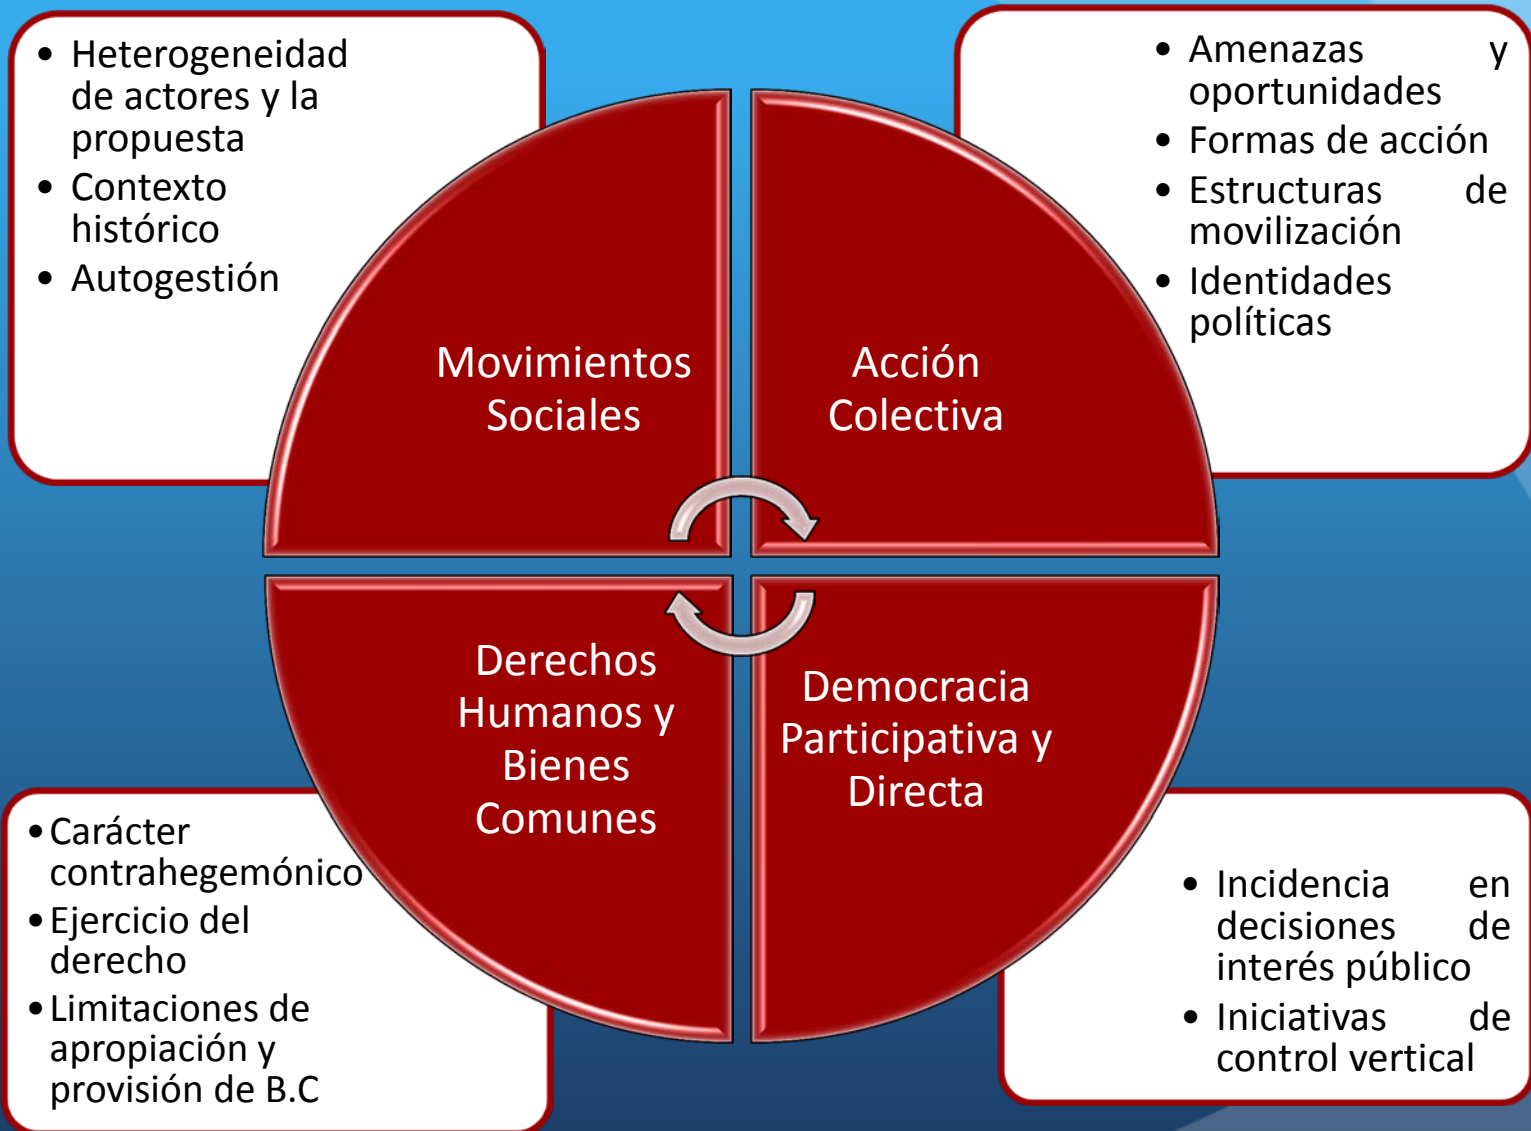 • Heterogeneidad
de actores y la
propuesta
• Contexto
histórico
• Autogestión
• Amenazas y
oportunidades
• Formas de acción
• Estructuras de
movilización
• Identidades
políticas
Movimientos
Sociales
Acción
Colectiva
Derechos
Humanos y
Bienes
Comunes
Democracia
Participativa y
Directa
• Carácter
contrahegemónico
• Ejercicio del
derecho
• Limitaciones de
apropiación y
provisión de B.C
• Incidencia en
decisiones de
interés público
• Iniciativas de
control vertical